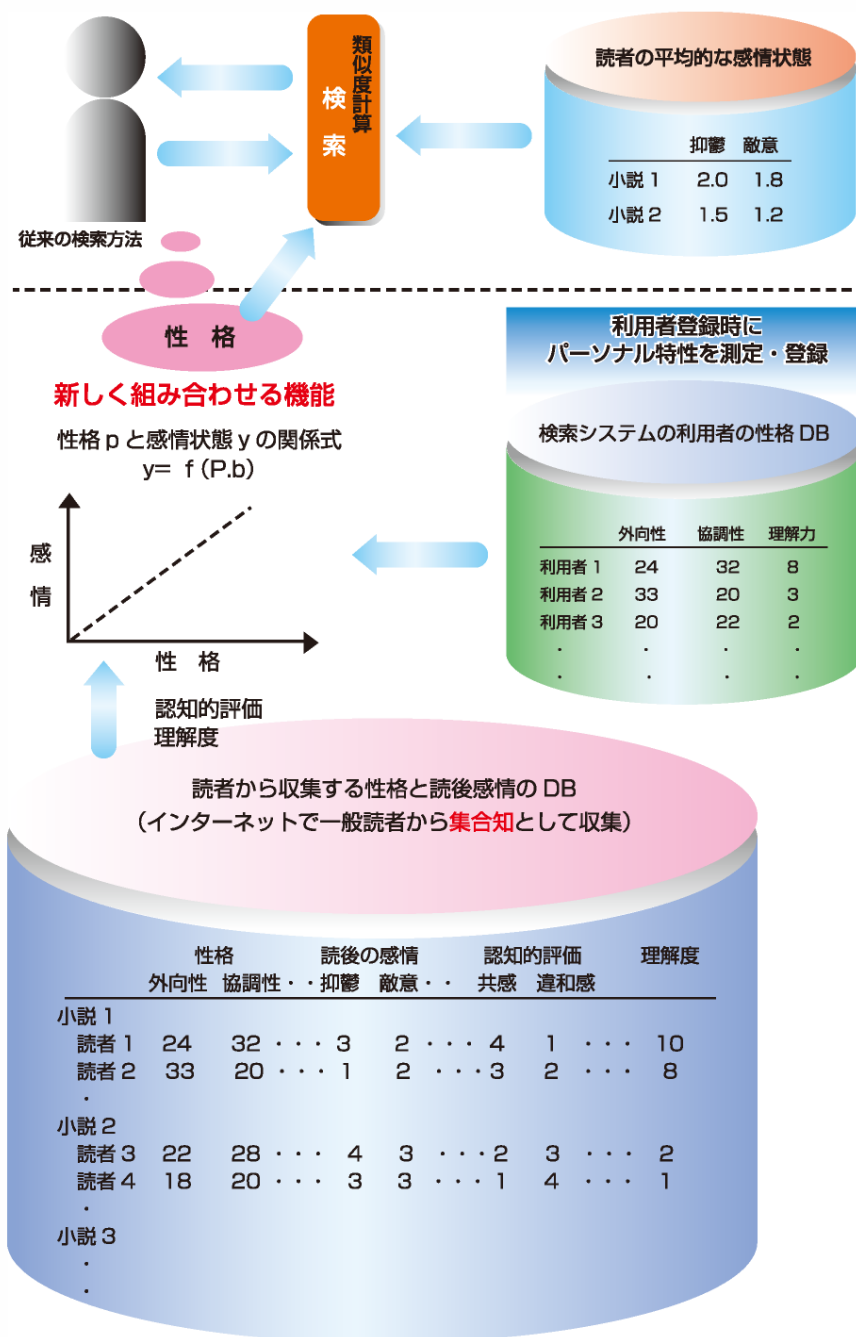 類似度計算
検索
読者の平均的な感情状態
抑鬱 敵意
小説1 2.0 1.8
小説2 1.5 1.2
従来の検索方法
性 格
新しく組み合わせる機能
性格pと感情状態yの関係式
y= f (P.b)
感情
性 格
認知的評価
理解度
利用者登録時に
パーソナル特性を測定・登録
検索システムの利用者の性格DB
外向性 協調性 理解力
利用者1 24 32 8
利用者2 33 20 3
利用者3 20 22 2
・ ・ ・ ・
・ ・ ・ ・
読者から収集する性格と読後感情のDB
(インターネットで一般読者から集合知として収集)
性格 読後の感情 認知的評価 理解度
外向性 協調性・・抑鬱 敵意・・ 共感 違和感
小説1
読者1 24 32 ・・・ 3 2 ・・・ 4 1 ・・・ 10
読者2 33 20 ・・・ 1 2 ・・・3 2 ・・・ 8
・
小説2
読者3 22 28 ・・・ 4 3 ・・・2 3 ・・・ 2
読者4 18 20 ・・・ 3 3 ・・・1 4 ・・・ 1
・
小説3
・
・